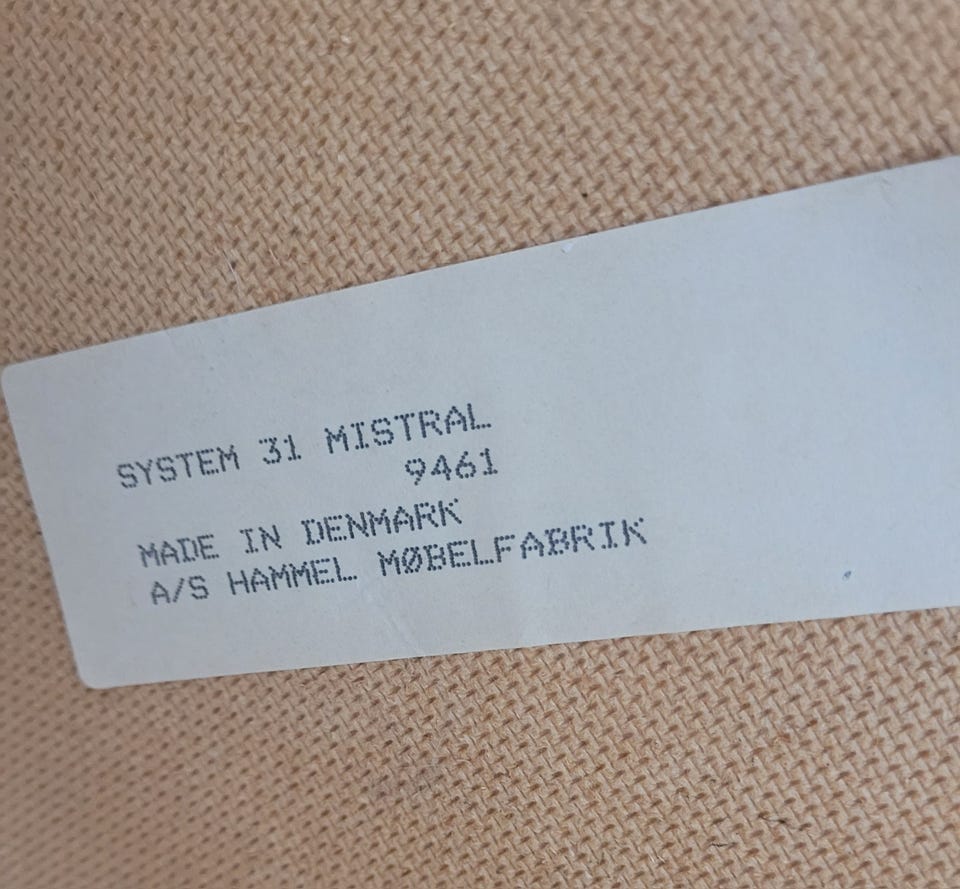 SYSTEM 31 MISTRAL
9461
MADE IN DENMARK
A/S HAMMEL MØBELFABRIK